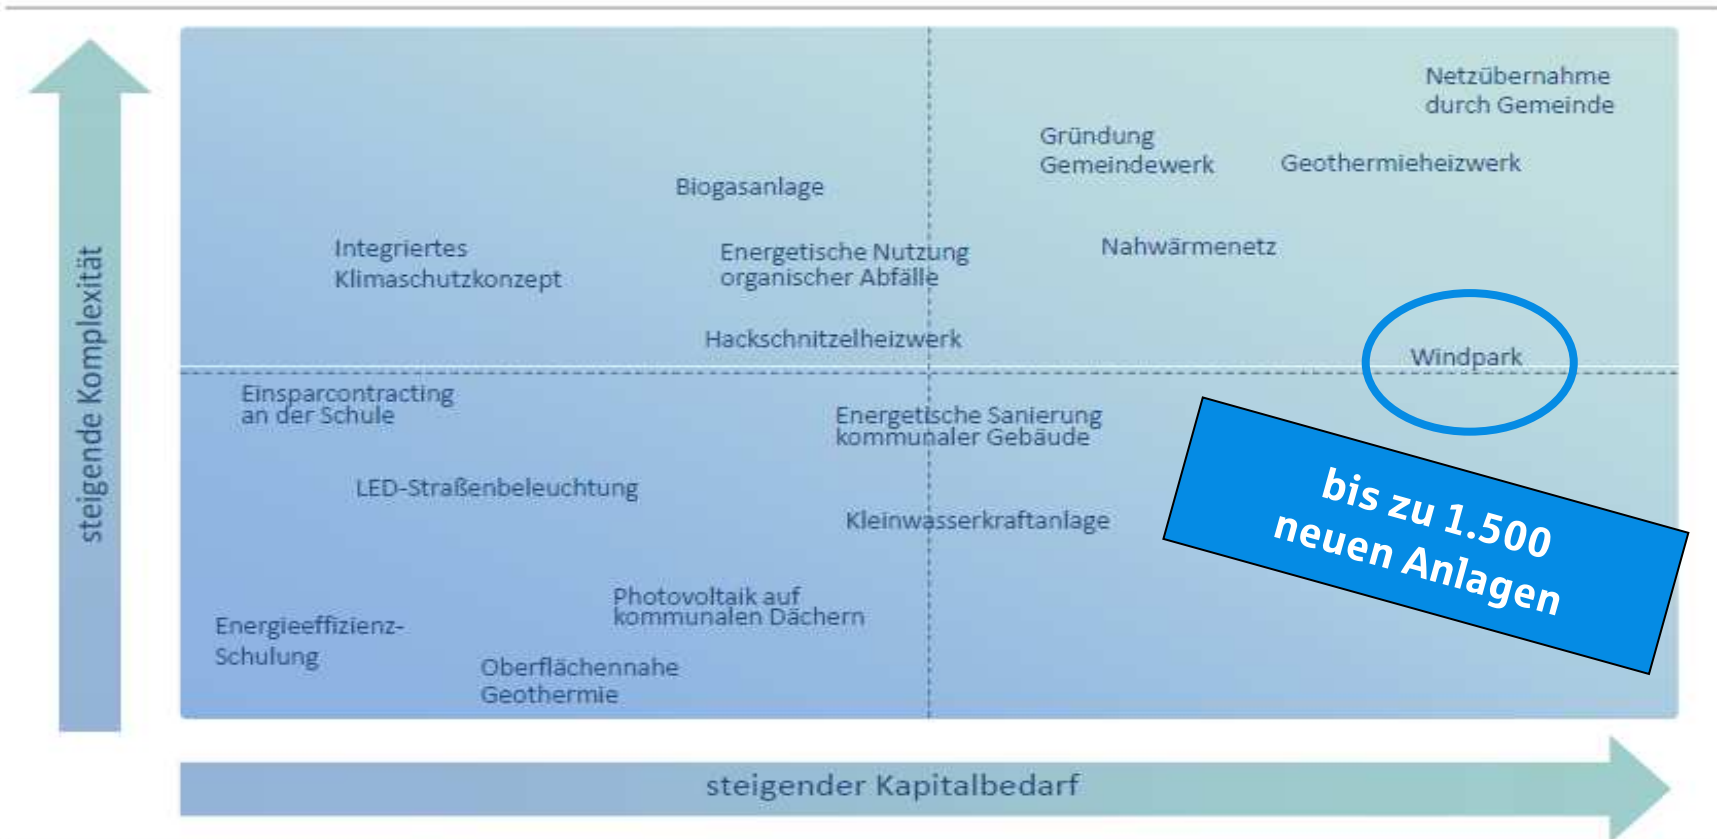 Netzübernahme
durch Gemeinde
Gründung
Gemeindewerk
Geothermieheizwerk
Biogasanlage
Integriertes
Klimaschutzkonzept
Energetische Nutzung
organischer Abfälle
Nahwärmenetz
Hackschnitzelheizwerk
Windpark
steigende Komplexität
Einsparcontracting
an der Schule
Energetische Sanierung
kommunaler Gebäude
LED-Straßenbeleuchtung
Kleinwasserkraftanlage
bis zu 1.500
neuen Anlagen
Photovoltaik auf
kommunalen Dächern
Energieeffizienz-
Schulung
Oberflächennahe
Geothermie
steigender Kapitalbedarf